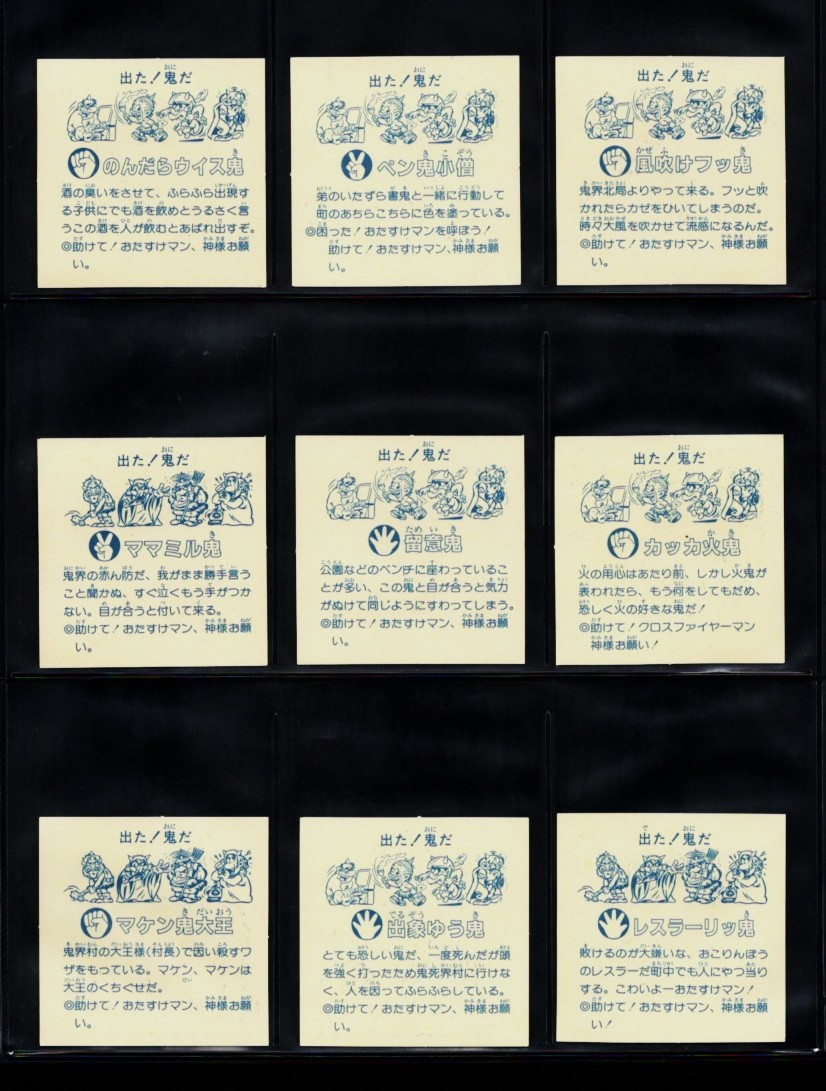 出た!鬼だ
のんだらウイス鬼
酒の臭いをさせて、ふらふら出現す
る子供にでも酒を飲めとうるさく言
うこの酒を人が飲むとあばれ出すぞ。
◎助けて!おたすけマン、神様お願
い。
出た!鬼だ
ペン鬼小僧
弟のいたずら書鬼と一緒に行動して
町のあちらこちらに色を塗っている。
◎困った!おたすけマンを呼ぼう!
助けて!おたすけマン、神様お願
い。
出た!鬼だ
風吹けフッ鬼
鬼界北局よりやって来る。フッと吹
かれたらカゼをひいてしまうのだ。
時々大風を吹かせて流感になるんだ。
◎助けて!おたすけマン、神様お願
い。
出た!鬼だ
ママミル鬼
鬼界の赤ん防だ、我がまま勝手言う
こと聞かぬ、すぐ泣くもう手がつか
ない。目が合うと付いて来る。
◎助けて!おたすけマン、神様お願
い。
出た!鬼だ
留意鬼
公園などのベンチに座わっているこ
とが多い、この鬼と目が合うと気力
がぬけて同じようにすわってしまう。
◎助けて!おたすけマン、神様お願
い。
出た!鬼だ
カッカ火鬼
火の用心はあたり前、しかし火鬼が
表われたら、もう何をしてもだめ、
恐しく火の好きな鬼だ!
◎助けて!クロスファイヤーマン
神様お願い!
出た!鬼だ
マケン鬼大王
鬼界村の大王様(村長)で因い殺すワ
ザをもっている。マケン、マケンは
大王のくちぐせだ。
◎助けて!おたすけマン、神様お願
い。
出た!鬼だ
出象ゆう鬼
とても恐しい鬼だ、一度死んだが頭
を強く打ったため鬼死界村に行けな
く、人を因ってふらふらしている。
◎助けて!おたすけマン、神様お願
い。
出た!鬼だ
レスラーリッ鬼
敗けるのが大嫌いな、おこりんぼう
のレスラーだ町中でも人にやつ当り
する。こわいよーおたすけマン!
◎助けて!おたすけマン、神様お願
い!